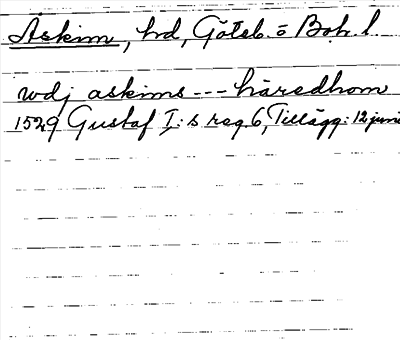 Askim, hd, Göteb. o Boh. l.
wdj askims --- häredhom
1529 Gustaf I:s reg. 6, Tillägg: 12 juni